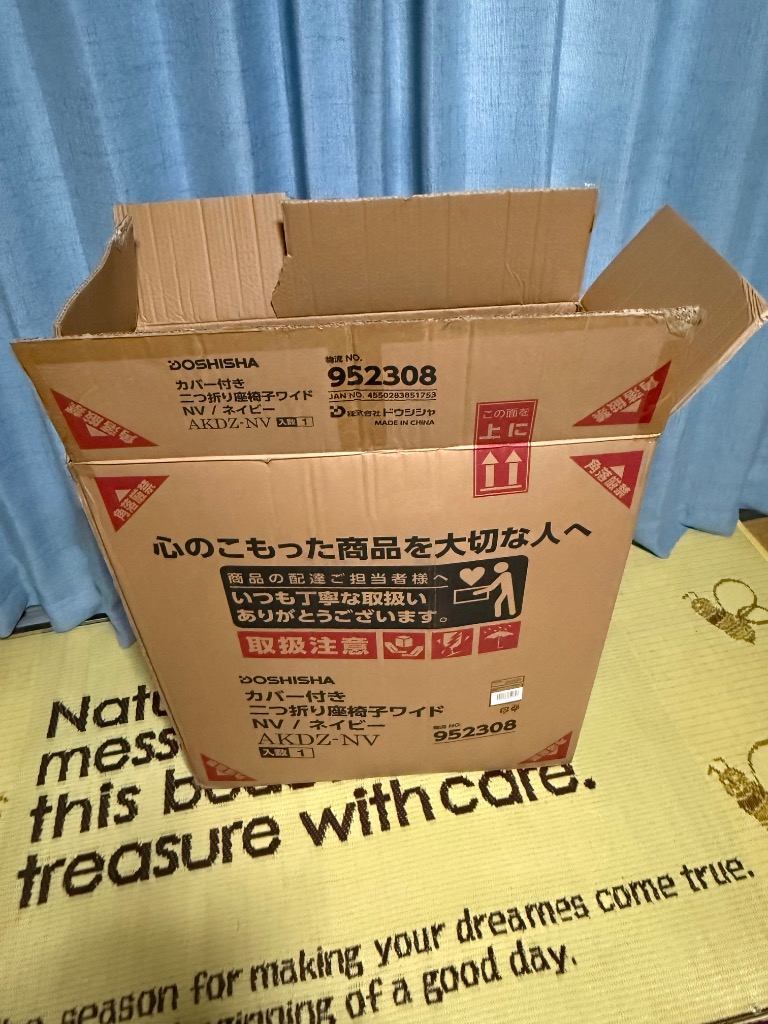 DOSHISHA
カバー付き
二つ折り座椅子ワイド
NV / ネイビー
AKDZ-NV 入数 1
物流 NO.
952308
JAN NO. 4550283851753
株式会社ドウシシャ
MADE IN CHINA
この面を
上に
角落厳禁
角落厳禁
角落厳禁
角落厳禁
心のこもった商品を大切な人へ
商品の配達ご担当者様へ
いつも丁寧な取扱い
ありがとうございます。
取扱注意
DOSHISHA
カバー付き
二つ折り座椅子ワイド
NV / ネイビー
AKDZ-NV
入数 1
物流 NO.
952308
Natu
mess
this
treasure with care.
season for making your dreames come true.
of a good day.